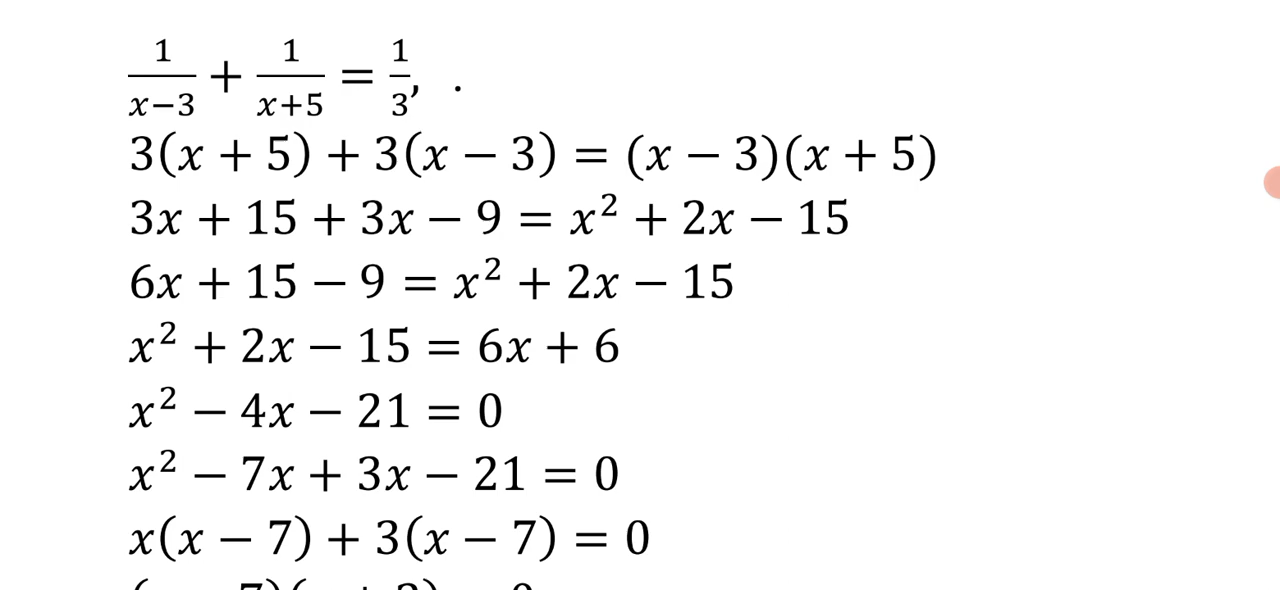 1/(x−3) + 1/(x+5) = 1/3, .
3(x + 5) + 3(x − 3) = (x − 3)(x + 5)
3x + 15 + 3x − 9 = x² + 2x − 15
6x + 15 − 9 = x² + 2x − 15
x² + 2x − 15 = 6x + 6
x² − 4x − 21 = 0
x² − 7x + 3x − 21 = 0
x(x − 7) + 3(x − 7) = 0